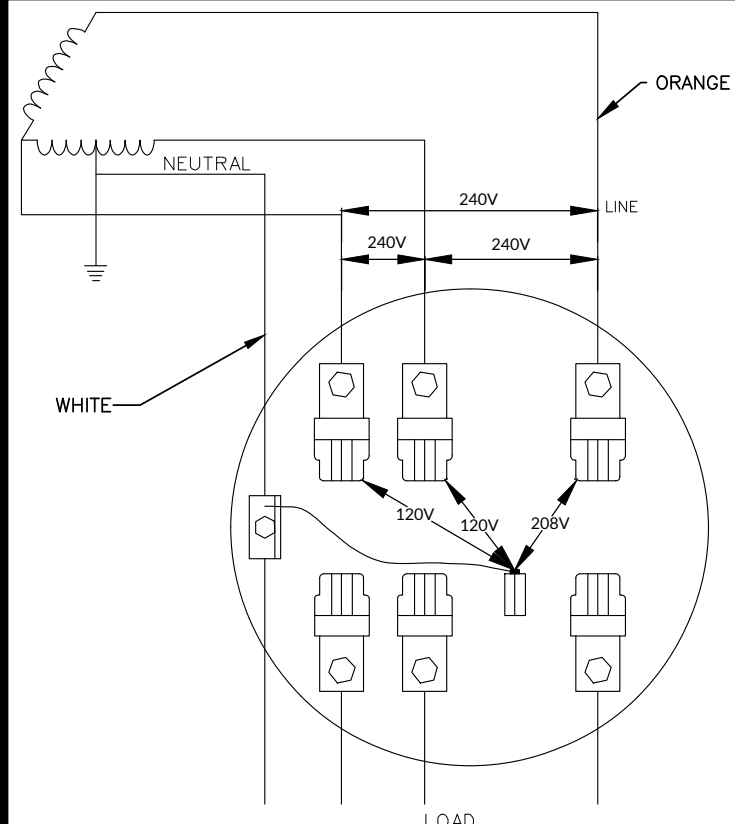 ORANGE
NEUTRAL
240V
LINE
240V
240V
WHITE
120V
120V
208V
LOAD